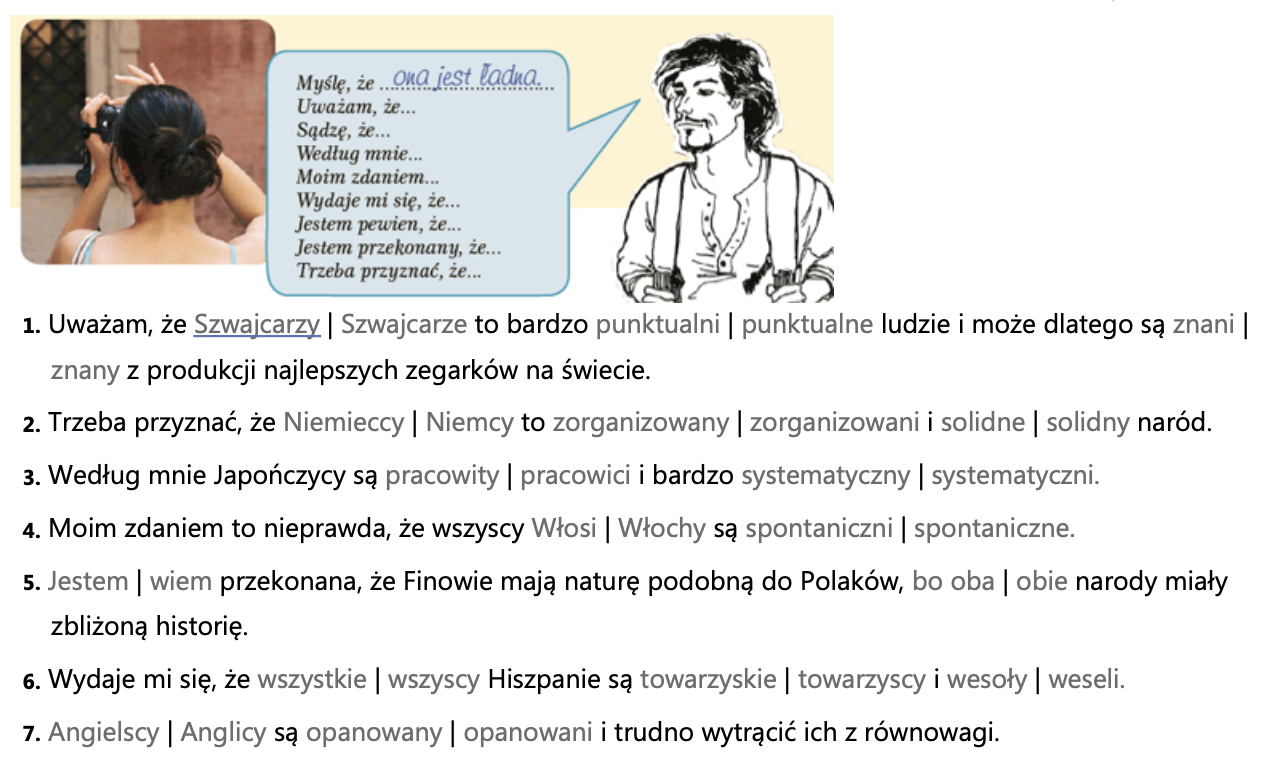 Myślę, że ona jest ładna.
Uważam, że...
Sądzę, że...
Według mnie...
Moim zdaniem...
Wydaje mi się, że...
Jestem pewien, że...
Jestem przekonany, że...
Trzeba przyznać, że...
1. Uważam, że Szwajcarzy | Szwajcarze to bardzo punktualni | punktualne ludzie i może dlatego są znani |
znany z produkcji najlepszych zegarków na świecie.
2. Trzeba przyznać, że Niemieccy | Niemcy to zorganizowany | zorganizowani i solidne | solidny naród.
3. Według mnie Japończycy są pracowity | pracowici i bardzo systematyczny | systematyczni.
4. Moim zdaniem to nieprawda, że wszyscy Włosi | Włochy są spontaniczni | spontaniczne.
5. Jestem | wiem przekonana, że Finowie mają naturę podobną do Polaków, bo oba | obie narody miały
zbliżoną historię.
6. Wydaje mi się, że wszystkie | wszyscy Hiszpanie są towarzyskie | towarzyscy i wesoły | weseli.
7. Angielscy | Anglicy są opanowany | opanowani i trudno wytrącić ich z równowagi.